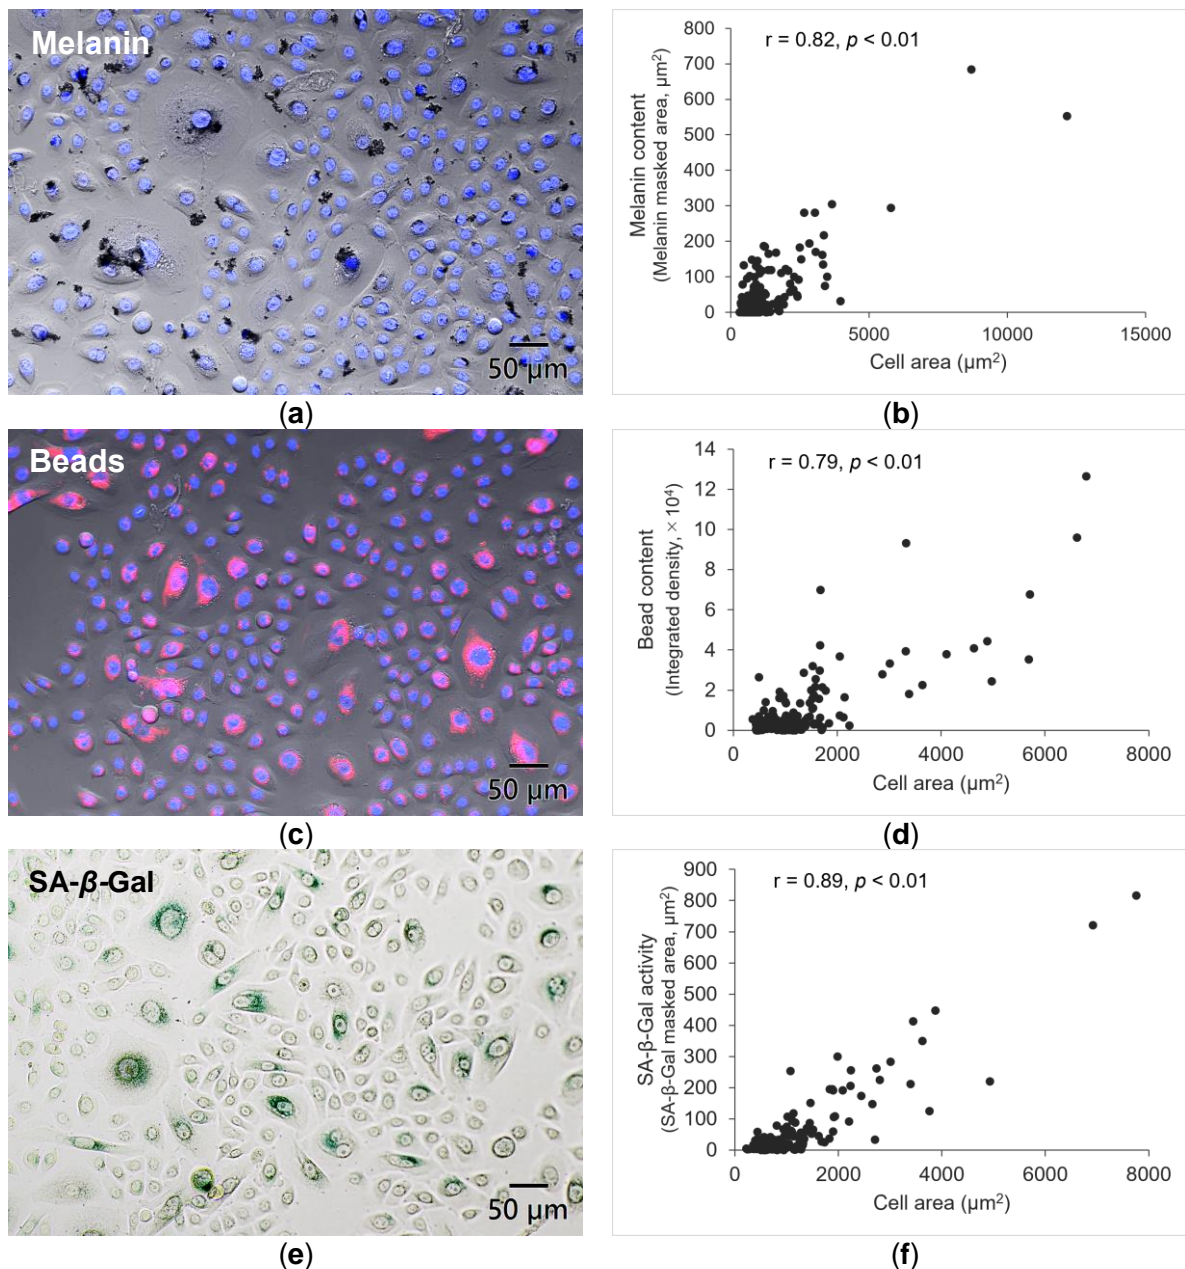 Melanin
50 μm
(a)
r = 0.82, p < 0.01
Melanin content
(Melanin masked area, μm²)
800
700
600
500
400
300
200
100
0
0 5000 10000 15000
Cell area (μm²)
(b)
Beads
50 μm
(c)
r = 0.79, p < 0.01
Bead content
(Integrated density, × 10⁴)
14
12
10
8
6
4
2
0
0 2000 4000 6000 8000
Cell area (μm²)
(d)
SA-β-Gal
50 μm
(e)
r = 0.89, p < 0.01
SA-β-Gal activity
(SA-β-Gal masked area, μm²)
900
800
700
600
500
400
300
200
100
0
0 2000 4000 6000 8000
Cell area (μm²)
(f)